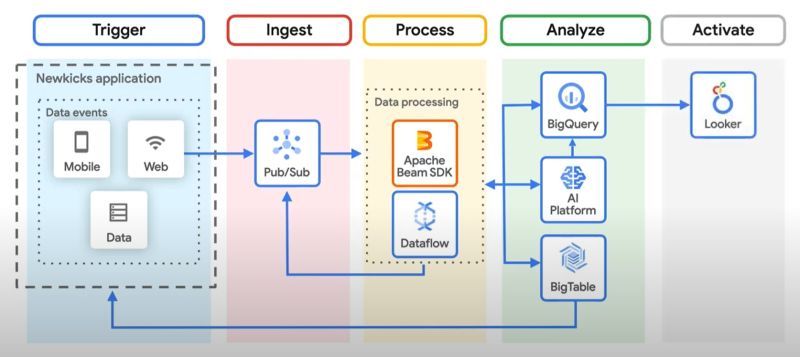 Trigger
Ingest
Process
Analyze
Activate
Newkicks application
Data events
Mobile
Web
Data
Pub/Sub
Data processing
Apache
Beam SDK
Dataflow
BigQuery
AI
Platform
BigTable
Looker